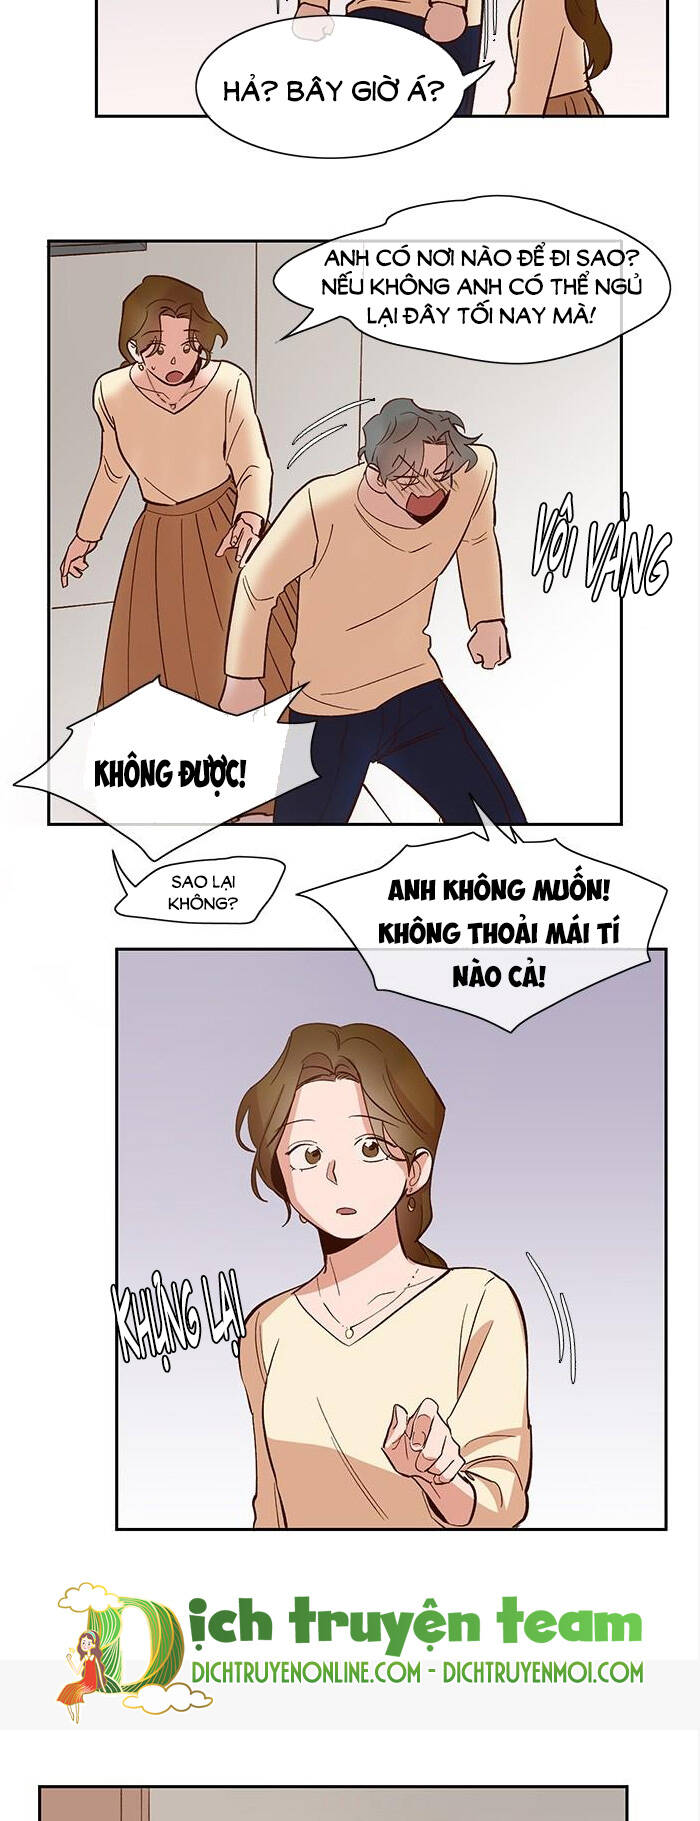 HẢ? BÂY GIỜ Á?
ANH CÓ NƠI NÀO ĐỂ ĐI SAO?
NẾU KHÔNG ANH CÓ THỂ NGỦ
LẠI ĐÂY TỐI NAY MÀ!
VỘI VÀNG
KHÔNG ĐƯỢC!
SAO LẠI
KHÔNG?
ANH KHÔNG MUỐN!
KHÔNG THOẢI MÁI TÍ
NÀO CẢ!
KHỰNG LẠI
Dịch truyện team
DICHTRUYENONLINE.COM - DICHTRUYENMOI.COM